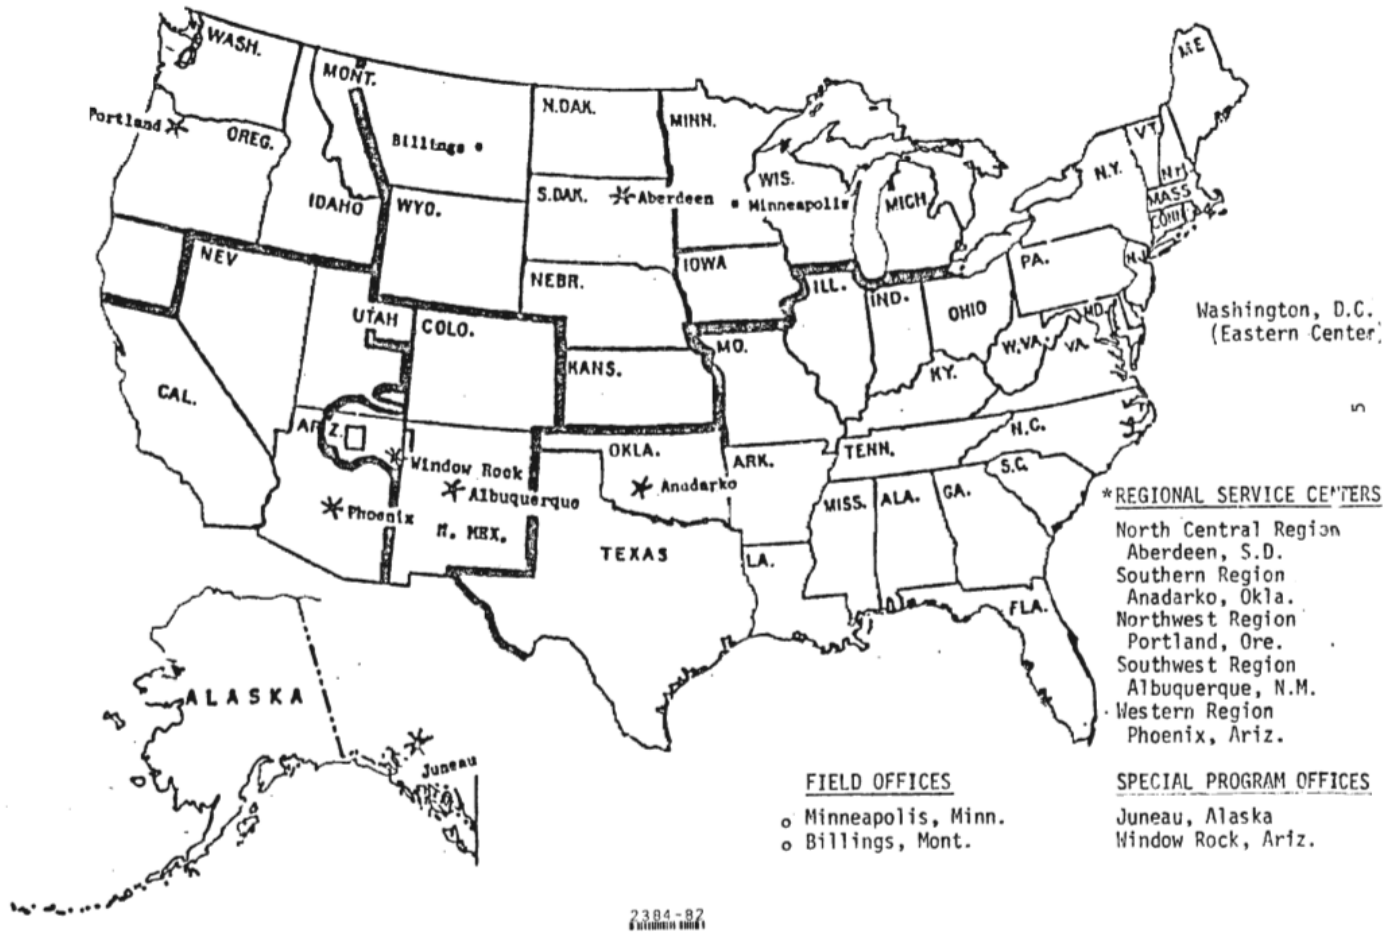 WASH.
MONT.
N.DAK.
MINN.
ME
Portland
OREG.
Billings
VT
N.H
N.Y.
WIS.
MICH
MASS
CONN
IDAHO
WYO.
S.DAK.
Aberdeen
Minneapolis
NEV
IOWA
PA.
N.J.
NEBR.
ILL.
IND.
OHIO
MD.
Washington, D.C.
(Eastern Center)
UTAH
COLO.
MO.
W.VA.
VA.
KANS.
KY.
CAL.
5
ARIZ.
OKLA.
ARK.
TENN.
N.C.
S.C.
Window Rock
Albuquerque
Anadarko
MISS.
ALA.
GA.
Phoenix
N. MEX.
TEXAS
LA.
FLA.
*REGIONAL SERVICE CENTERS
North Central Region
Aberdeen, S.D.
Southern Region
Anadarko, Okla.
Northwest Region
Portland, Ore.
Southwest Region
Albuquerque, N.M.
Western Region
Phoenix, Ariz.
ALASKA
Juneau
FIELD OFFICES
o Minneapolis, Minn.
o Billings, Mont.
SPECIAL PROGRAM OFFICES
Juneau, Alaska
Window Rock, Ariz.
2384-82